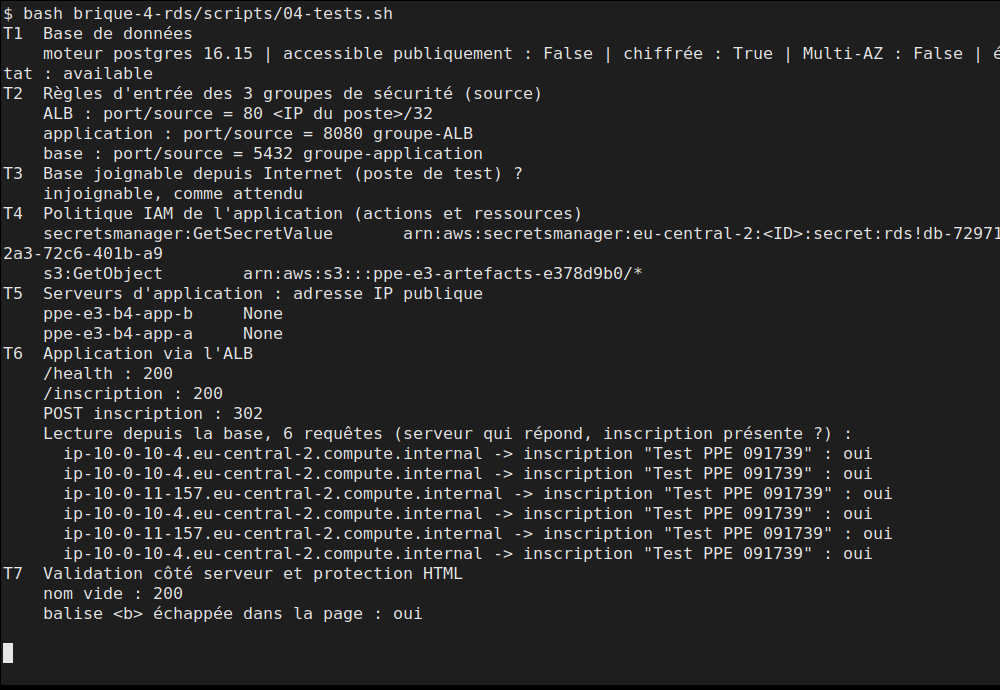 $ bash brique-4-rds/scripts/04-tests.sh
T1  Base de données
    moteur postgres 16.15 | accessible publiquement : False | chiffrée : True | Multi-AZ : False | é
tat : available
T2  Règles d'entrée des 3 groupes de sécurité (source)
    ALB : port/source = 80 <IP du poste>/32
    application : port/source = 8080 groupe-ALB
    base : port/source = 5432 groupe-application
T3  Base joignable depuis Internet (poste de test) ?
    injoignable, comme attendu
T4  Politique IAM de l'application (actions et ressources)
    secretsmanager:GetSecretValue       arn:aws:secretsmanager:eu-central-2:<ID>:secret:rds!db-72971
2a3-72c6-401b-a9
    s3:GetObject        arn:aws:s3:::ppe-e3-artefacts-e378d9b0/*
T5  Serveurs d'application : adresse IP publique
    ppe-e3-b4-app-b     None
    ppe-e3-b4-app-a     None
T6  Application via l'ALB
    /health : 200
    /inscription : 200
    POST inscription : 302
    Lecture depuis la base, 6 requêtes (serveur qui répond, inscription présente ?) :
      ip-10-0-10-4.eu-central-2.compute.internal -> inscription "Test PPE 091739" : oui
      ip-10-0-10-4.eu-central-2.compute.internal -> inscription "Test PPE 091739" : oui
      ip-10-0-11-157.eu-central-2.compute.internal -> inscription "Test PPE 091739" : oui
      ip-10-0-10-4.eu-central-2.compute.internal -> inscription "Test PPE 091739" : oui
      ip-10-0-11-157.eu-central-2.compute.internal -> inscription "Test PPE 091739" : oui
      ip-10-0-10-4.eu-central-2.compute.internal -> inscription "Test PPE 091739" : oui
T7  Validation côté serveur et protection HTML
    nom vide : 200
    balise <b> échappée dans la page : oui